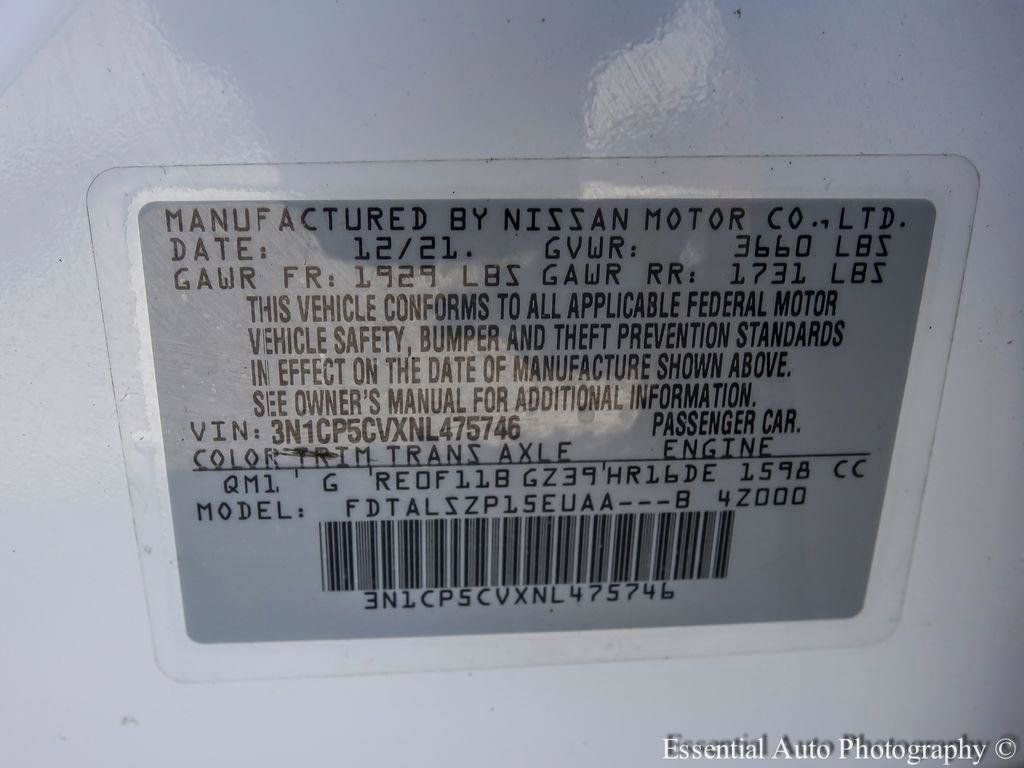 MANUFACTURED BY NISSAN MOTOR CO.,LTD.
DATE: 12/21. GVWR: 3660 LBS
GAWR FR: 1929 LBS GAWR RR: 1731 LBS
THIS VEHICLE CONFORMS TO ALL APPLICABLE FEDERAL MOTOR
VEHICLE SAFETY, BUMPER AND THEFT PREVENTION STANDARDS
IN EFFECT ON THE DATE OF MANUFACTURE SHOWN ABOVE.
SEE OWNER'S MANUAL FOR ADDITIONAL INFORMATION.
VIN: 3N1CP5CVXNL475746 PASSENGER CAR.
COLOR TRIM TRANS AXLE ENGINE
QM1 ' G ' RE0F11B GZ39 'HR16DE 1598 CC
MODEL: FDTALSZP15EUAA---B 4Z000
3N1CP5CVXNL475746
Essential Auto Photography ©